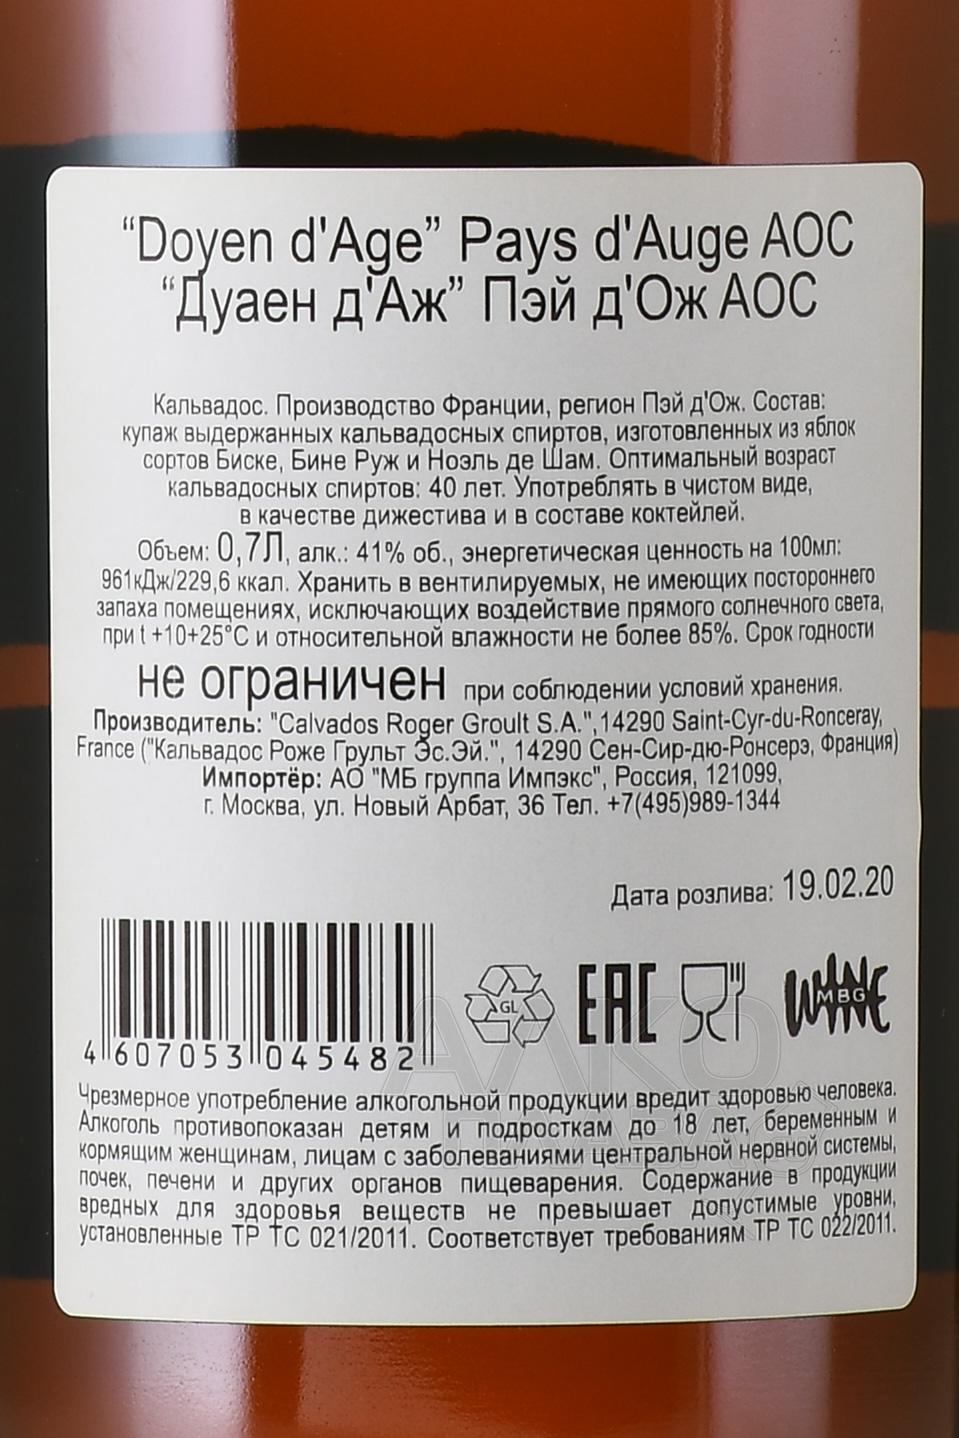 “Doyen d'Age” Pays d'Auge AOC
“Дуаен д'Аж” Пэй д'Ож АОС
Кальвадос. Производство Франции, регион Пэй д'Ож. Состав:
купаж выдержанных кальвадосных спиртов, изготовленных из яблок
сортов Биске, Бине Руж и Ноэль де Шам. Оптимальный возраст
кальвадосных спиртов: 40 лет. Употреблять в чистом виде,
в качестве дижестива и в составе коктейлей.
Объем: 0,7Л, алк.: 41% об., энергетическая ценность на 100мл:
961кДж/229,6 ккал. Хранить в вентилируемых, не имеющих постороннего
запаха помещениях, исключающих воздействие прямого солнечного света,
при t +10+25°С и относительной влажности не более 85%. Срок годности
не ограничен при соблюдении условий хранения.
Производитель: "Calvados Roger Groult S.A.",14290 Saint-Cyr-du-Ronceray,
France ("Кальвадос Роже Грульт Эс.Эй.", 14290 Сен-Сир-дю-Ронсерэ, Франция)
Импортёр: АО "МБ группа Импэкс", Россия, 121099,
г. Москва, ул. Новый Арбат, 36 Тел. +7(495)989-1344
Дата розлива: 19.02.20
GL
EAC
WINE
MBG
4 607053 045482
АЛКО
Чрезмерное употребление алкогольной продукции вредит здоровью человека.
Алкоголь противопоказан детям и подросткам до 18 лет, беременным и
кормящим женщинам, лицам с заболеваниями центральной нервной системы,
почек, печени и других органов пищеварения. Содержание в продукции
вредных для здоровья веществ не превышает допустимые уровни,
установленные ТР ТС 021/2011. Соответствует требованиям ТР ТС 022/2011.